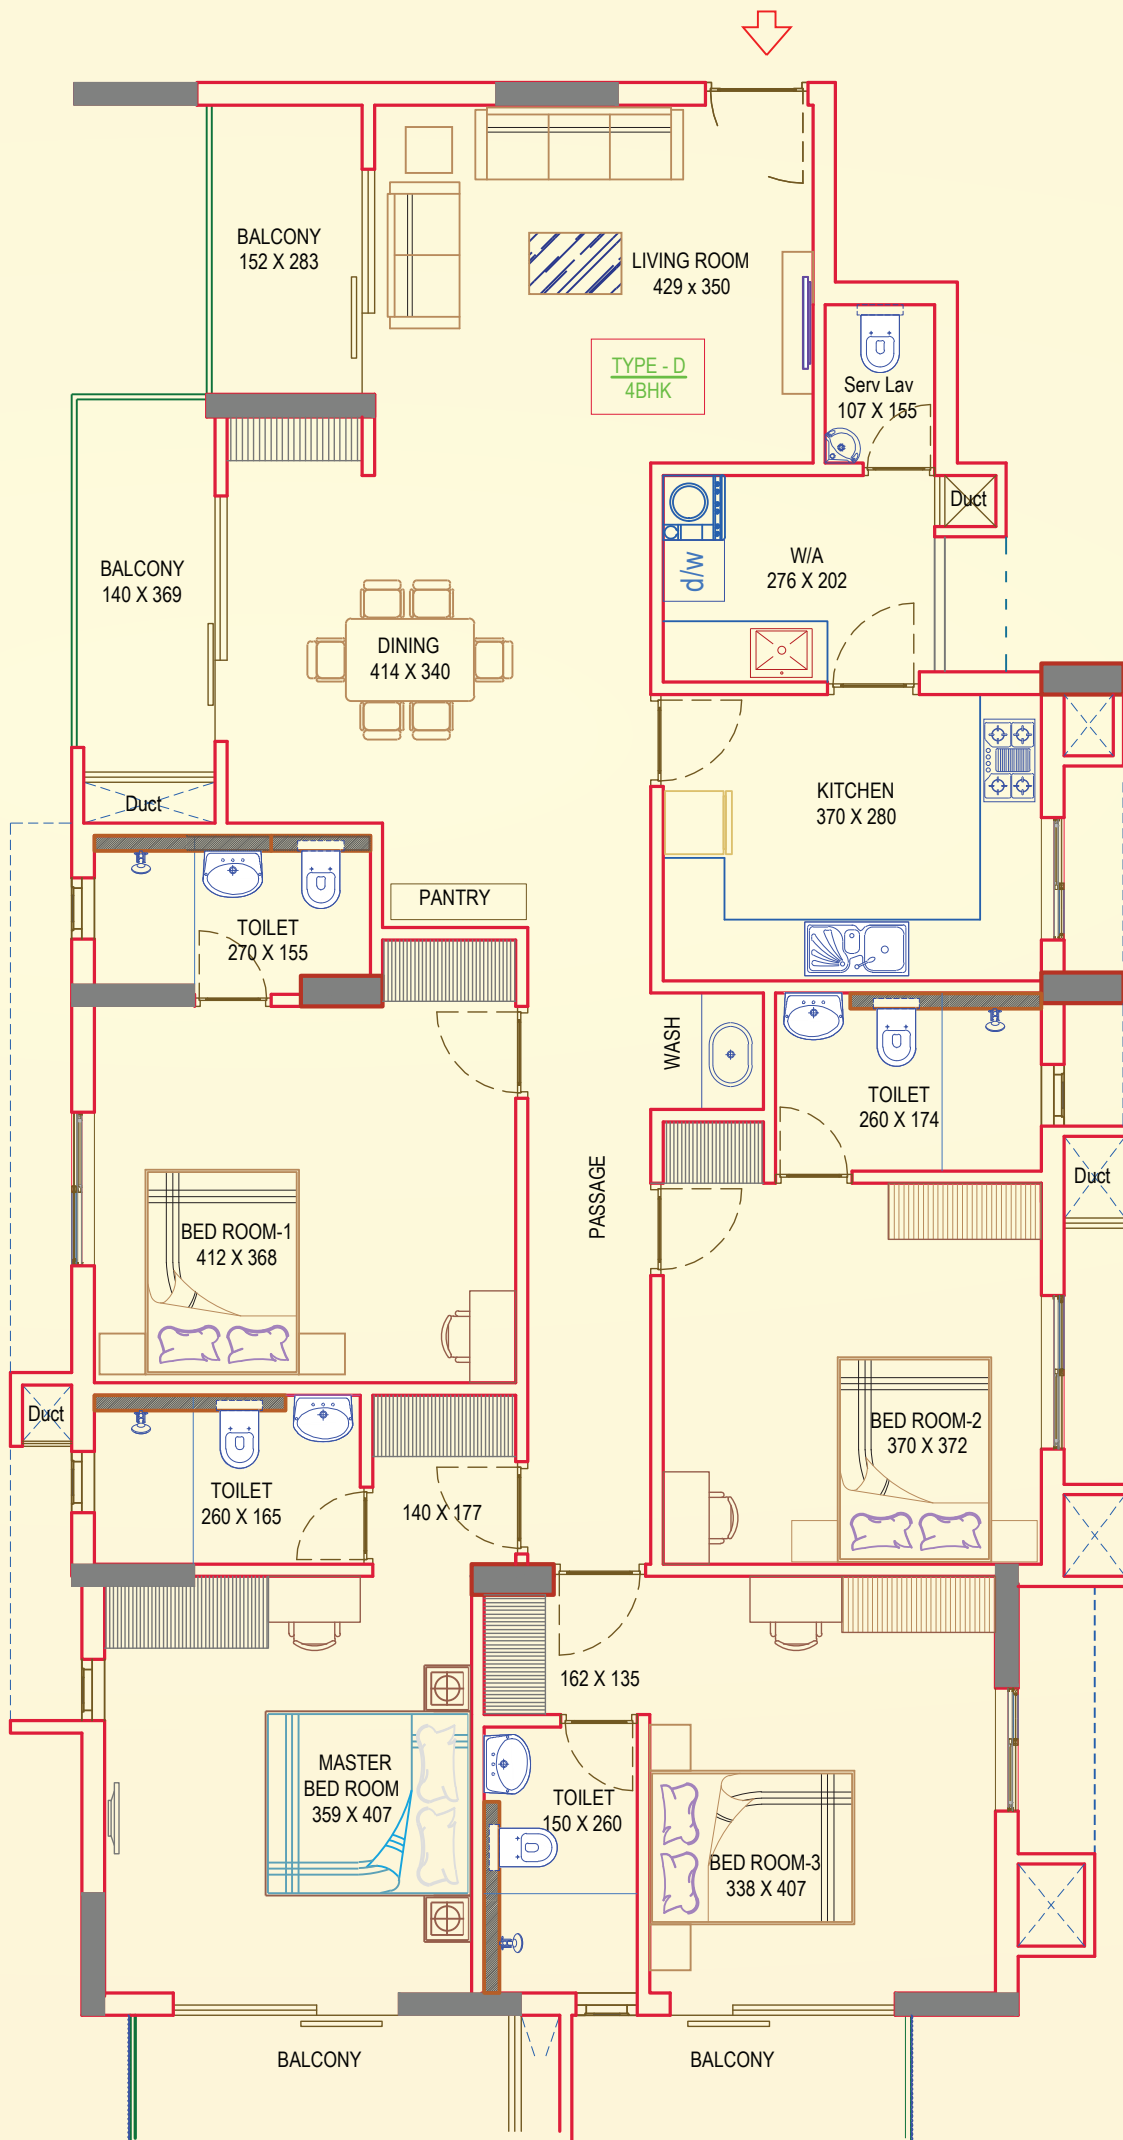 BALCONY
152 X 283
LIVING ROOM
429 x 350
TYPE - D
4BHK
Serv Lav
107 X 155
Duct
W/A
276 X 202
d/w
BALCONY
140 X 369
DINING
414 X 340
Duct
KITCHEN
370 X 280
PANTRY
TOILET
270 X 155
WASH
TOILET
260 X 174
PASSAGE
Duct
BED ROOM-1
412 X 368
Duct
BED ROOM-2
370 X 372
TOILET
260 X 165
140 X 177
162 X 135
MASTER
BED ROOM
359 X 407
TOILET
150 X 260
BED ROOM-3
338 X 407
BALCONY
BALCONY